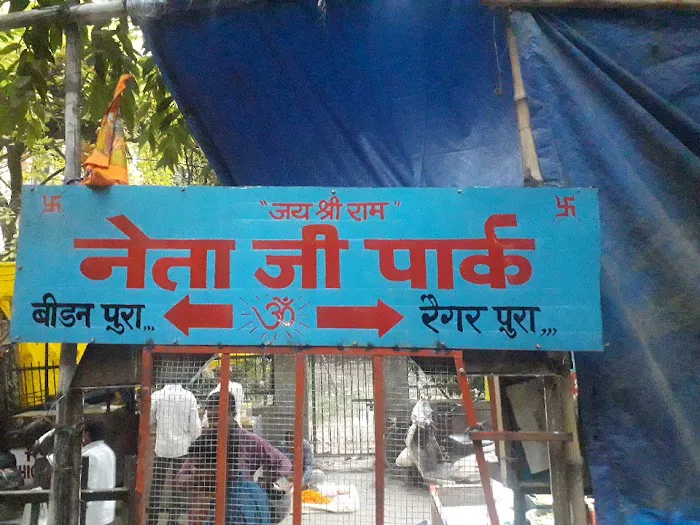 "जय श्री राम"
नेता जी पार्क
बीडन पुरा,,, ॐ रैगर पुरा,,,